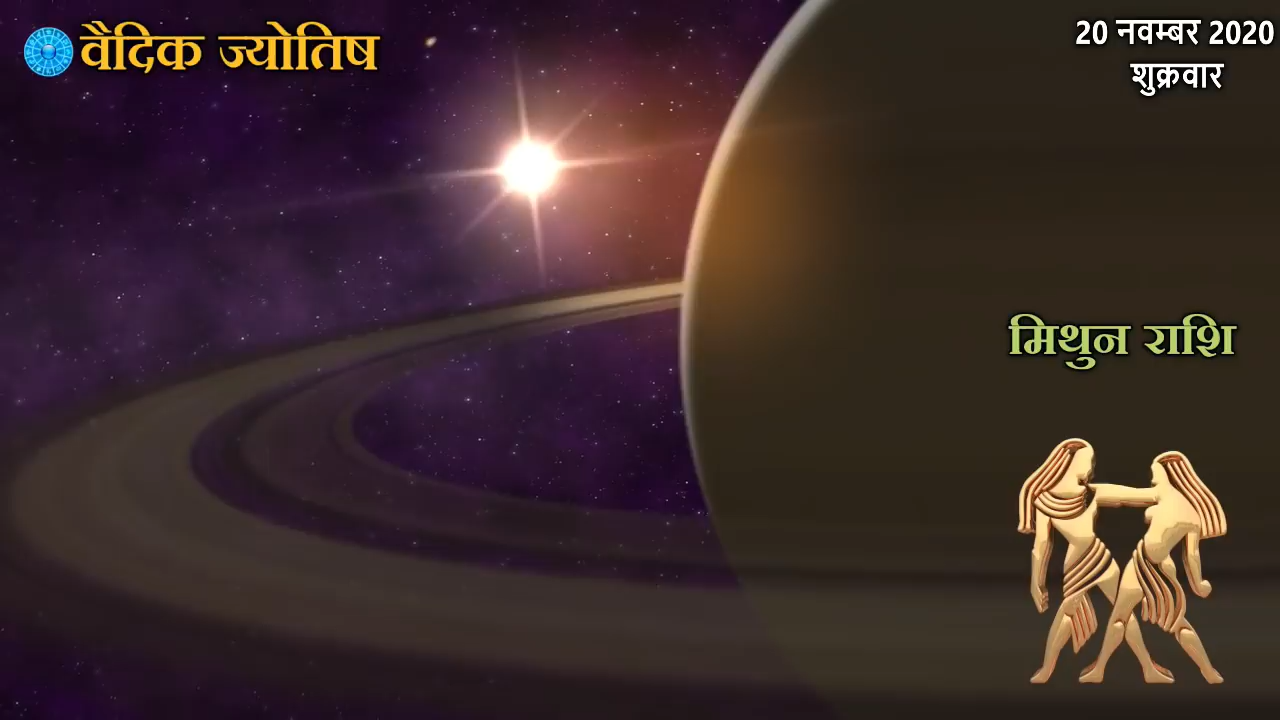 वैदिक ज्योतिष
20 नवम्बर 2020
शुक्रवार
मिथुन राशि